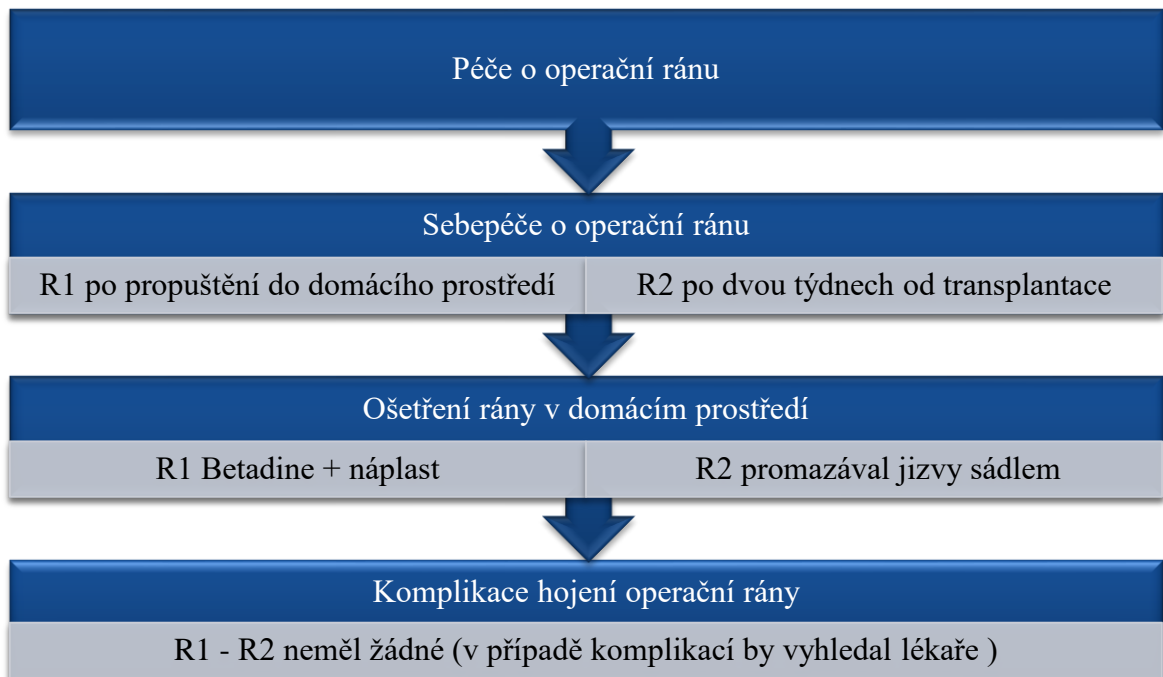 Péče o operační ránu
Sebepéče o operační ránu
R1 po propuštění do domácího prostředí
R2 po dvou týdnech od transplantace
Ošetření rány v domácím prostředí
R1 Betadine + náplast
R2 promazával jizvy sádlem
Komplikace hojení operační rány
R1 - R2 neměl žádné (v případě komplikací by vyhledal lékaře )